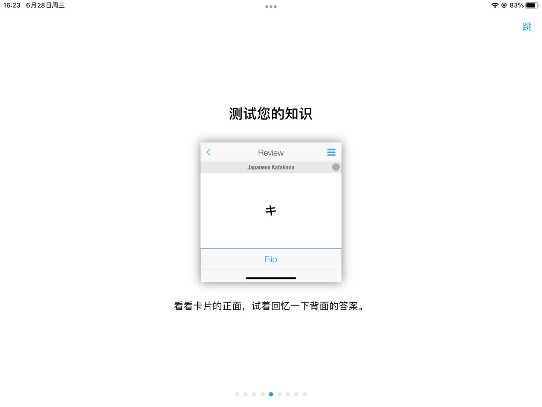 16:23 6月28日周三
83%
跳
测试您的知识
Review
Japanese Katakana
キ
Flip
看看卡片的正面，试着回忆一下背面的答案。